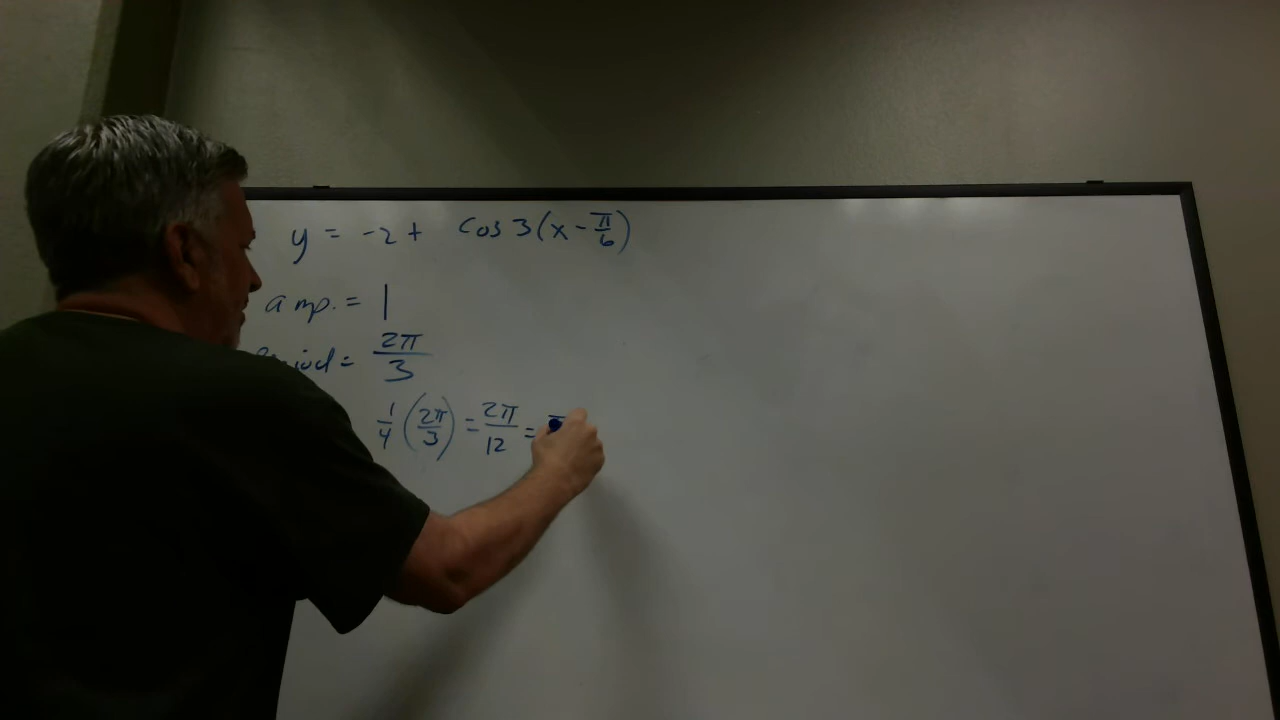 y = -2 + cos 3(x - π/6)
amp. = 1
Period = 2π/3
1/4 (2π/3) = 2π/12 =